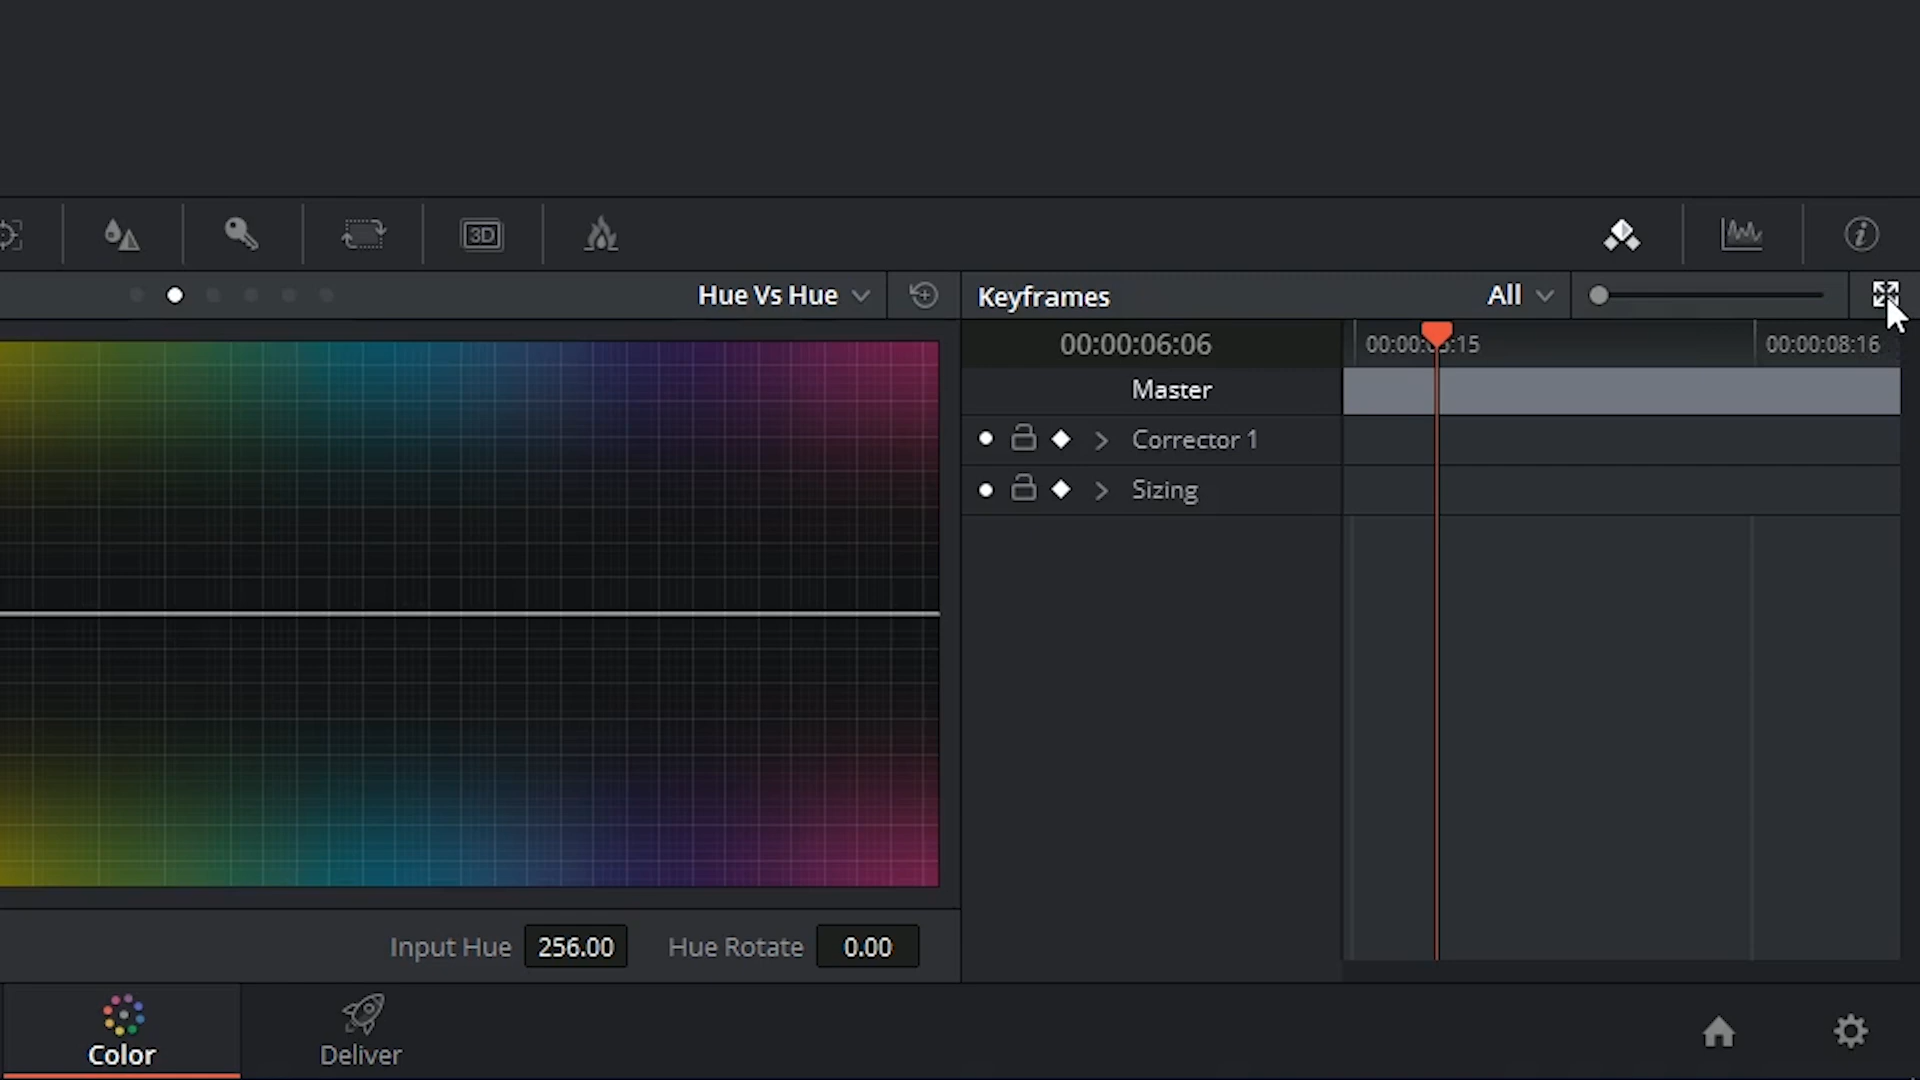 3D
Hue Vs Hue
Keyframes
All
00:00:06:06
00:00:08:16
Master
Corrector 1
Sizing
Input Hue 256.00 Hue Rotate 0.00
Color
Deliver